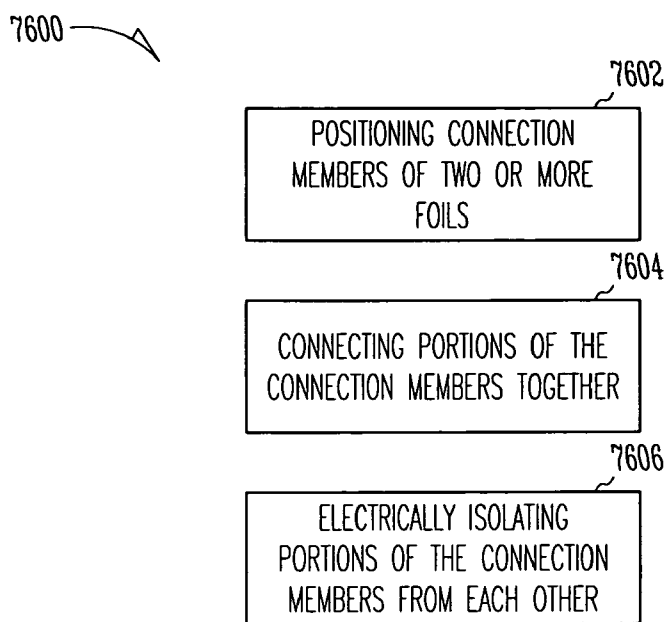 7600
7602
POSITIONING CONNECTION
MEMBERS OF TWO OR MORE
FOILS
7604
CONNECTING PORTIONS OF THE
CONNECTION MEMBERS TOGETHER
7606
ELECTRICALLY ISOLATING
PORTIONS OF THE CONNECTION
MEMBERS FROM EACH OTHER